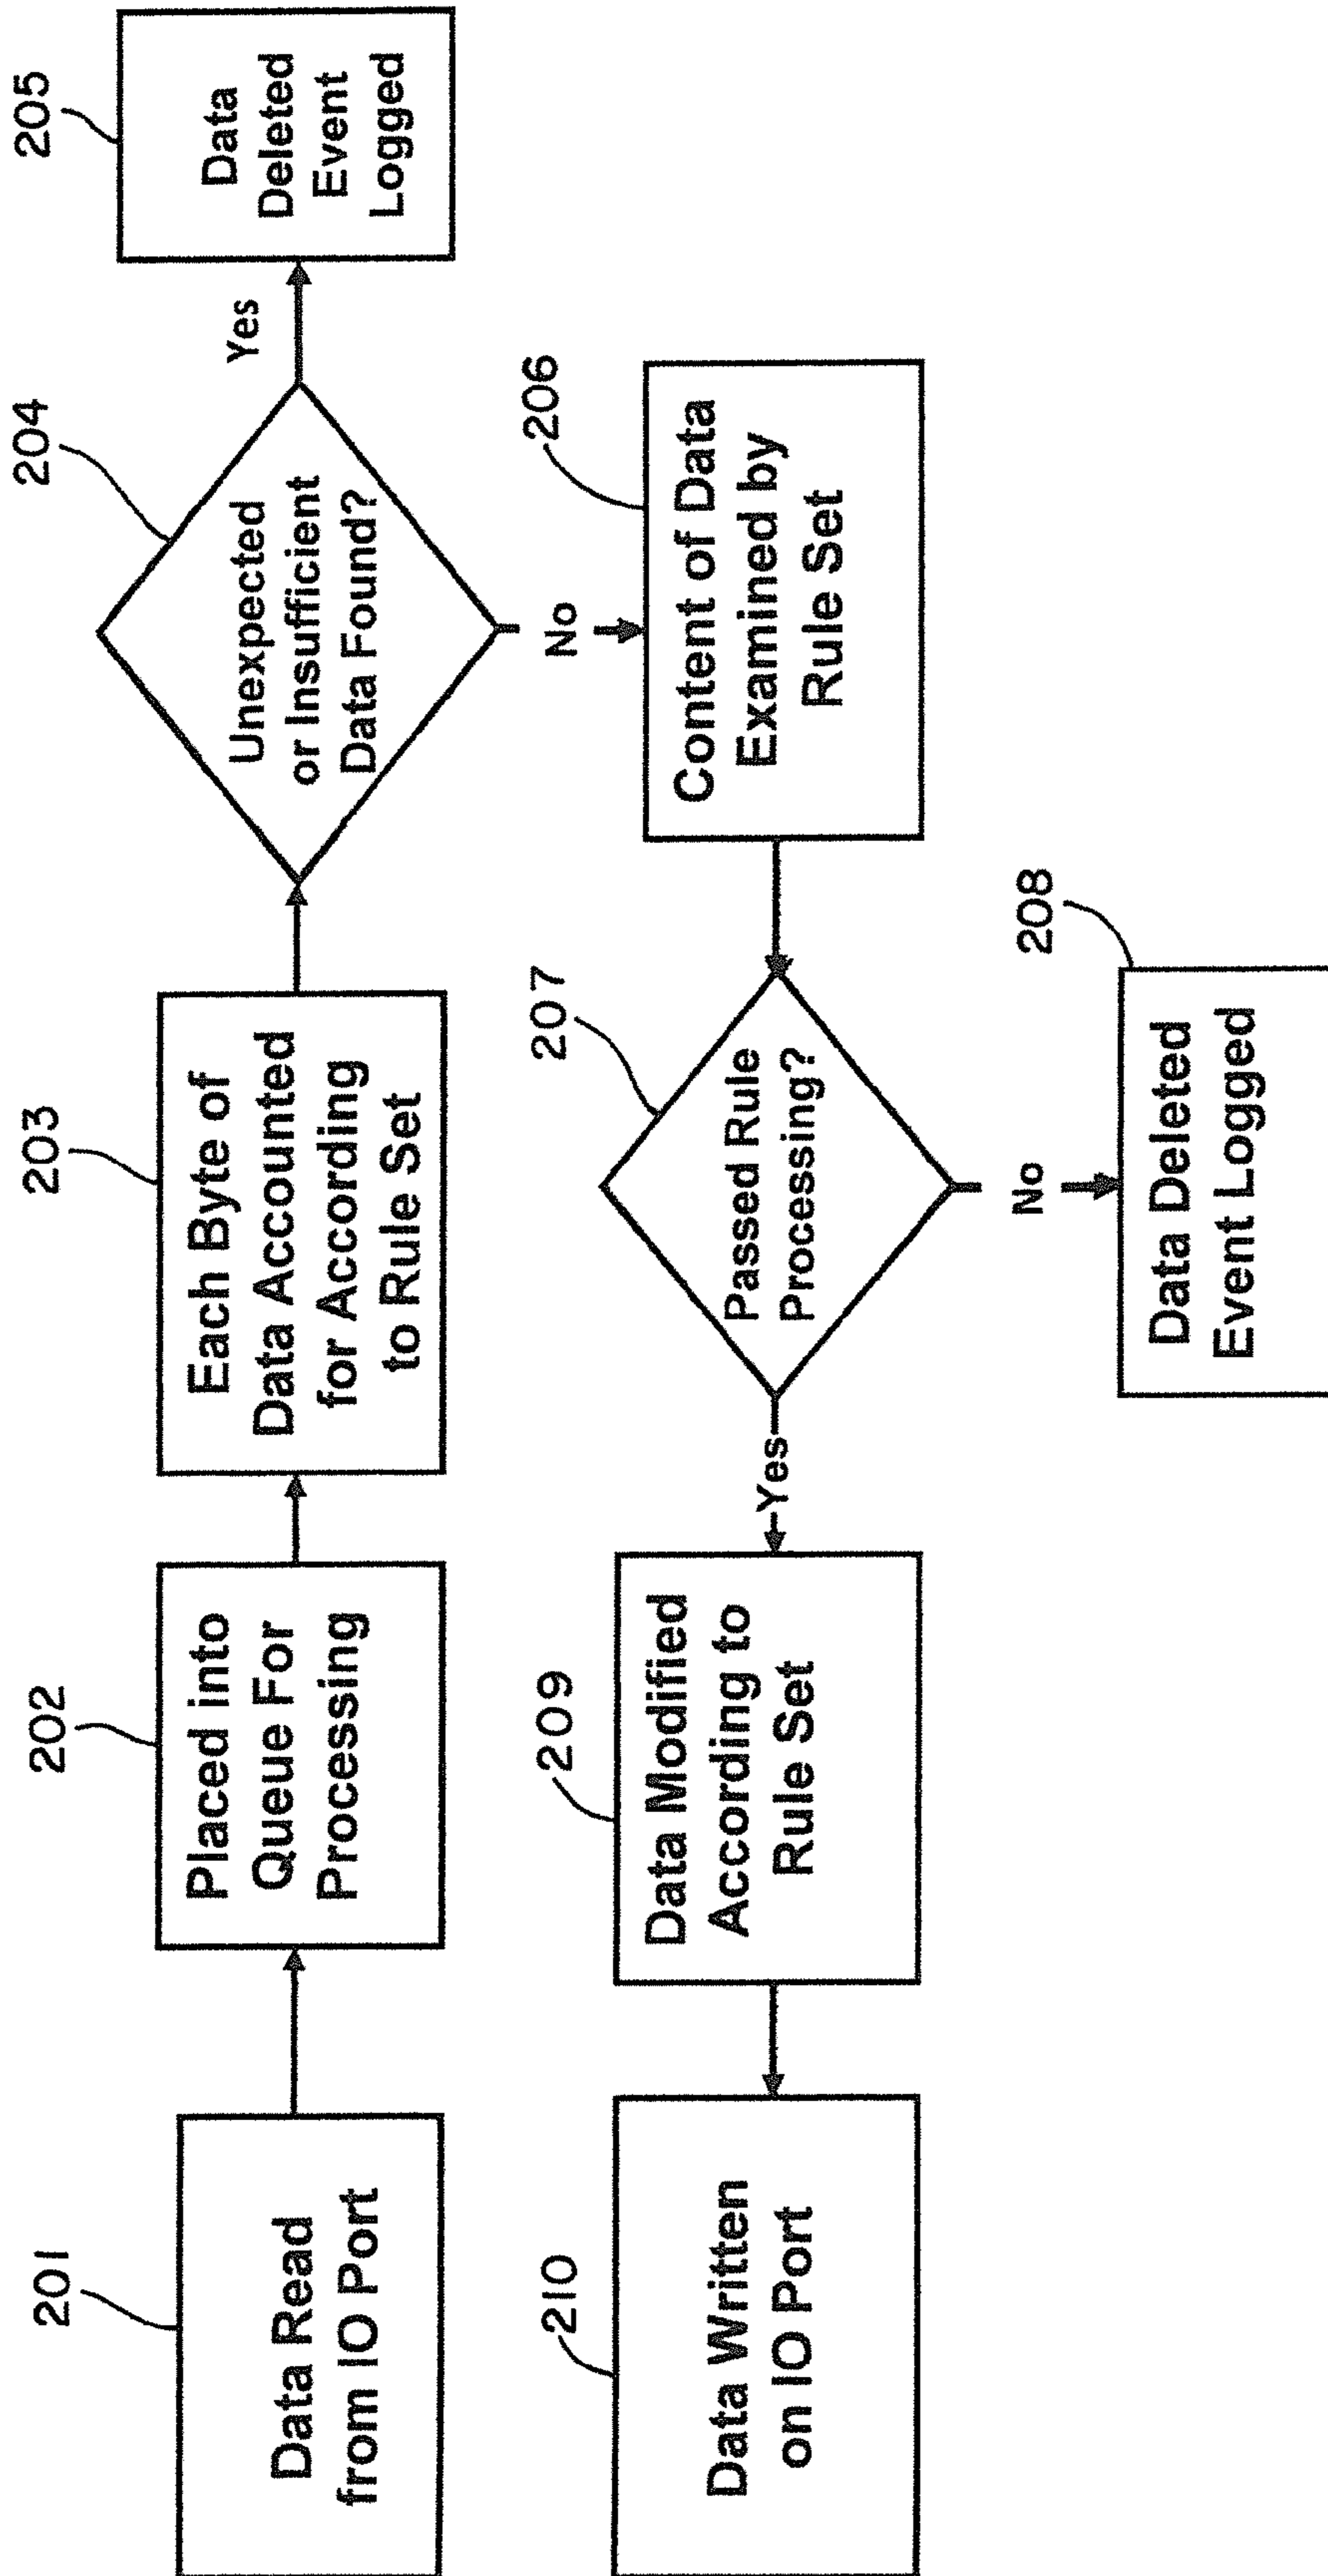 201
Data Read
from IO Port
202
Placed into
Queue For
Processing
203
Each Byte of
Data Accounted
for According
to Rule Set
204
Unexpected
or Insufficient
Data Found?
Yes
205
Data
Deleted
Event
Logged
No
206
Content of Data
Examined by
Rule Set
207
Passed Rule
Processing?
No
208
Data Deleted
Event Logged
Yes
209
Data Modified
According to
Rule Set
210
Data Written
on IO Port